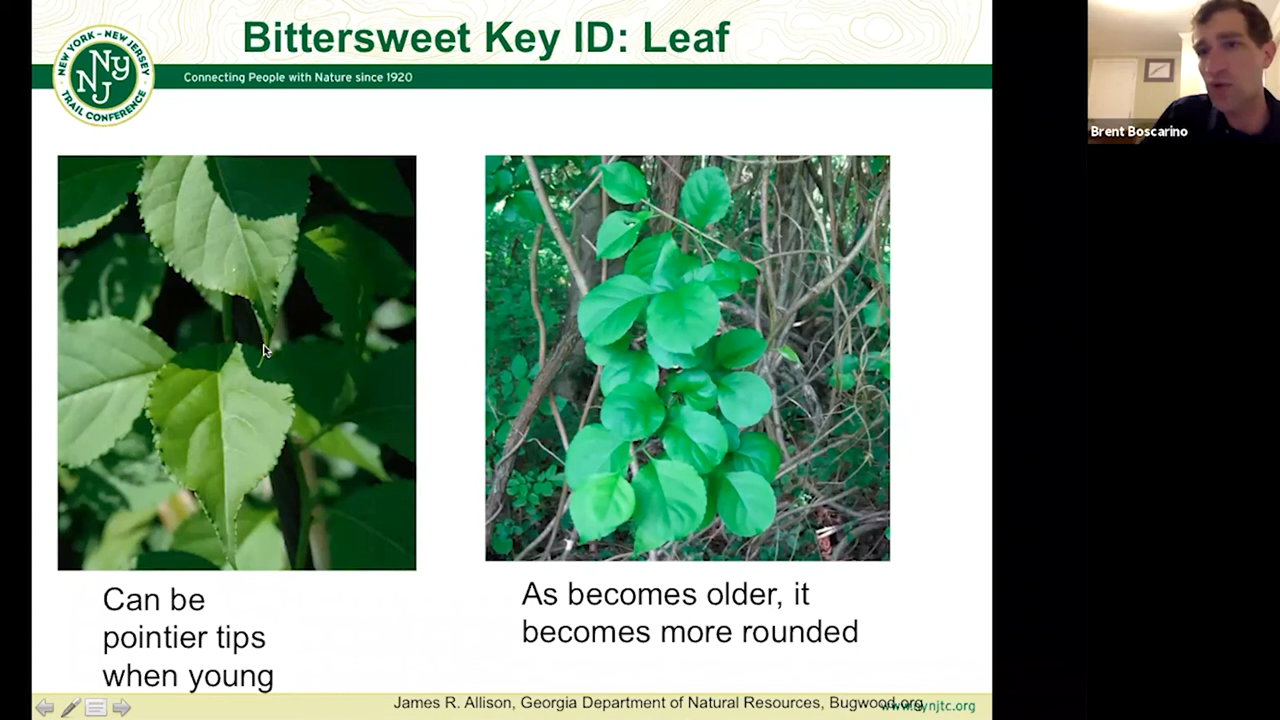 Bittersweet Key ID: Leaf
NEW YORK - NEW JERSEY
TRAIL CONFERENCE
NY
NJ
Connecting People with Nature since 1920
Brent Boscarino
Can be
pointier tips
when young
As becomes older, it
becomes more rounded
James R. Allison, Georgia Department of Natural Resources, Bugwood.org
www.nynjtc.org